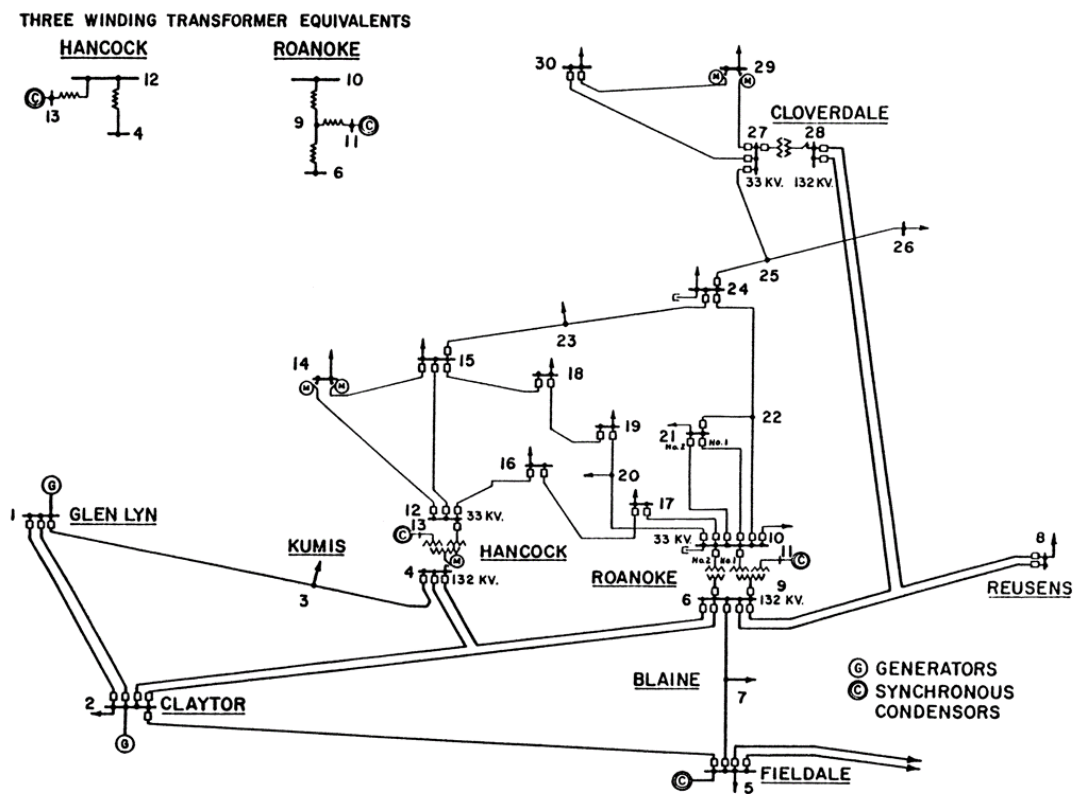 THREE WINDING TRANSFORMER EQUIVALENTS
HANCOCK
ROANOKE
12
C
13
4
10
9
C
11
6
30
29
M
M
CLOVERDALE
27
28
33 KV.
132 KV.
26
25
24
23
15
14
M
M
18
22
19
21
No. 2
No. 1
16
20
17
G
1
GLEN LYN
12
33 KV.
13
C
HANCOCK
M
4
132 KV.
KUMIS
3
33 KV.
10
No.2
No.1
11
C
ROANOKE
9
6
132 KV.
8
REUSENS
BLAINE
7
2
CLAYTOR
G
G GENERATORS
C SYNCHRONOUS
CONDENSORS
C
5
FIELDALE